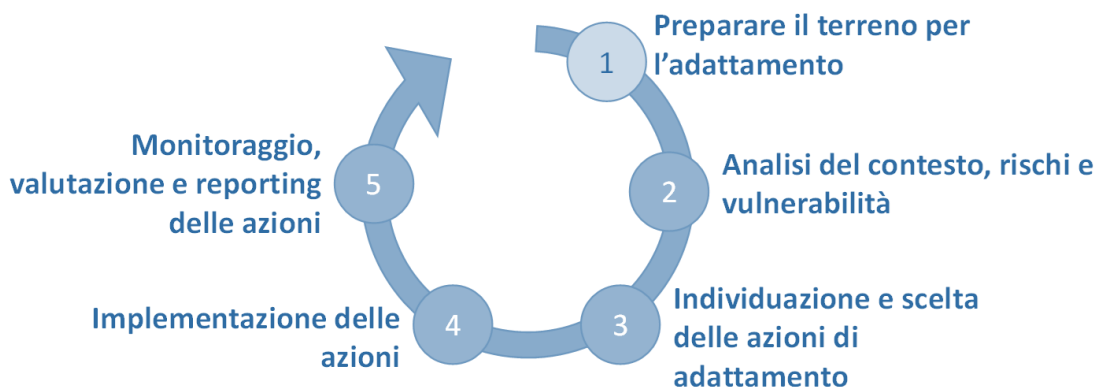 1
Preparare il terreno per
l’adattamento
2
Analisi del contesto, rischi e
vulnerabilità
3
Individuazione e scelta
delle azioni di
adattamento
4
Implementazione delle
azioni
5
Monitoraggio,
valutazione e reporting
delle azioni